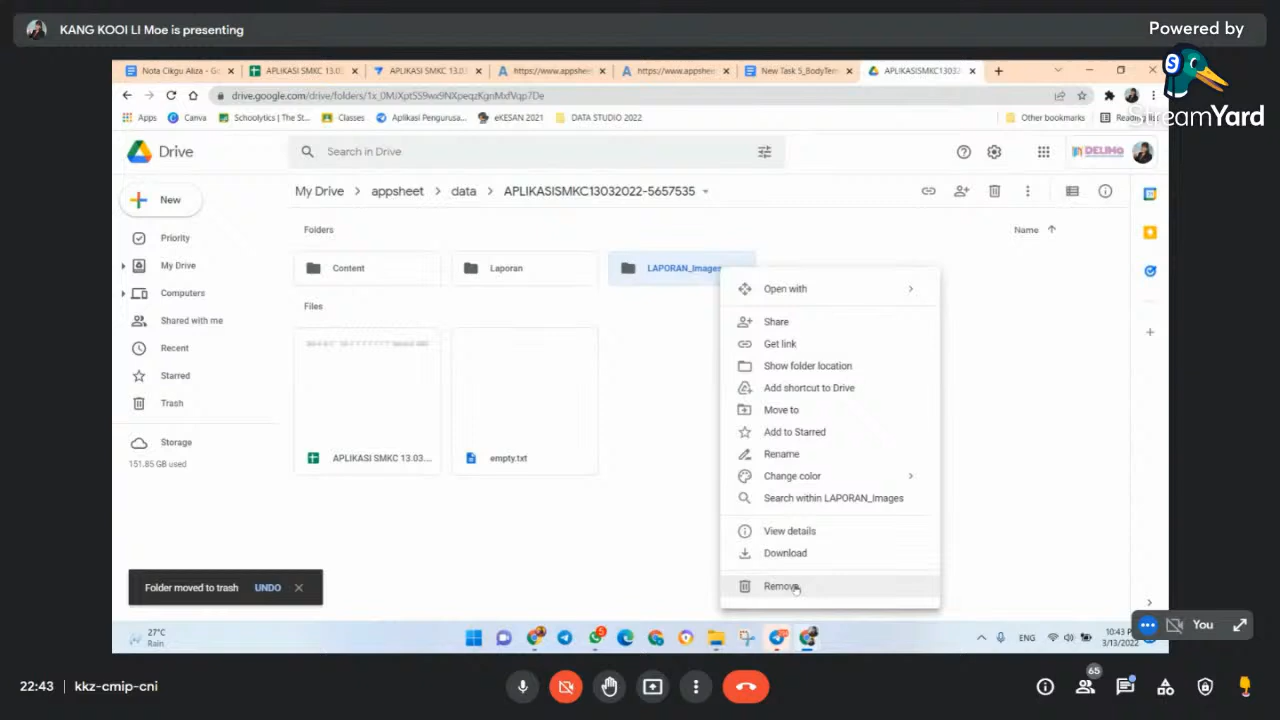 KANG KOOI LI Moe is presenting
Powered by
StreamYard
Nota Cikgu Aliza - Go
APLIKASI SMKC 13.03
APLIKASI SMKC 13.03
https://www.appsheet
https://www.appsheet
New Task 5_BodyTem
APLIKASISMKC13032
drive.google.com/drive/folders/
Apps
Canva
Schoolytics | The St...
Classes
Aplikasi Pengurusa...
eKESAN 2021
DATA STUDIO 2022
Other bookmarks
Reading list
Drive
Search in Drive
DELIMa
New
My Drive > appsheet > data > APLIKASISMKC13032022-5657535
Priority
My Drive
Computers
Shared with me
Recent
Starred
Trash
Storage
151.85 GB used
Folders
Name
Content
Laporan
LAPORAN_Images
Files
APLIKASI SMKC 13.03....
empty.txt
Open with
Share
Get link
Show folder location
Add shortcut to Drive
Move to
Add to Starred
Rename
Change color
Search within LAPORAN_Images
View details
Download
Remove
Folder moved to trash UNDO
27°C
Rain
ENG
10:43 P
3/13/2022
You
22:43 | kkz-cmip-cni
65